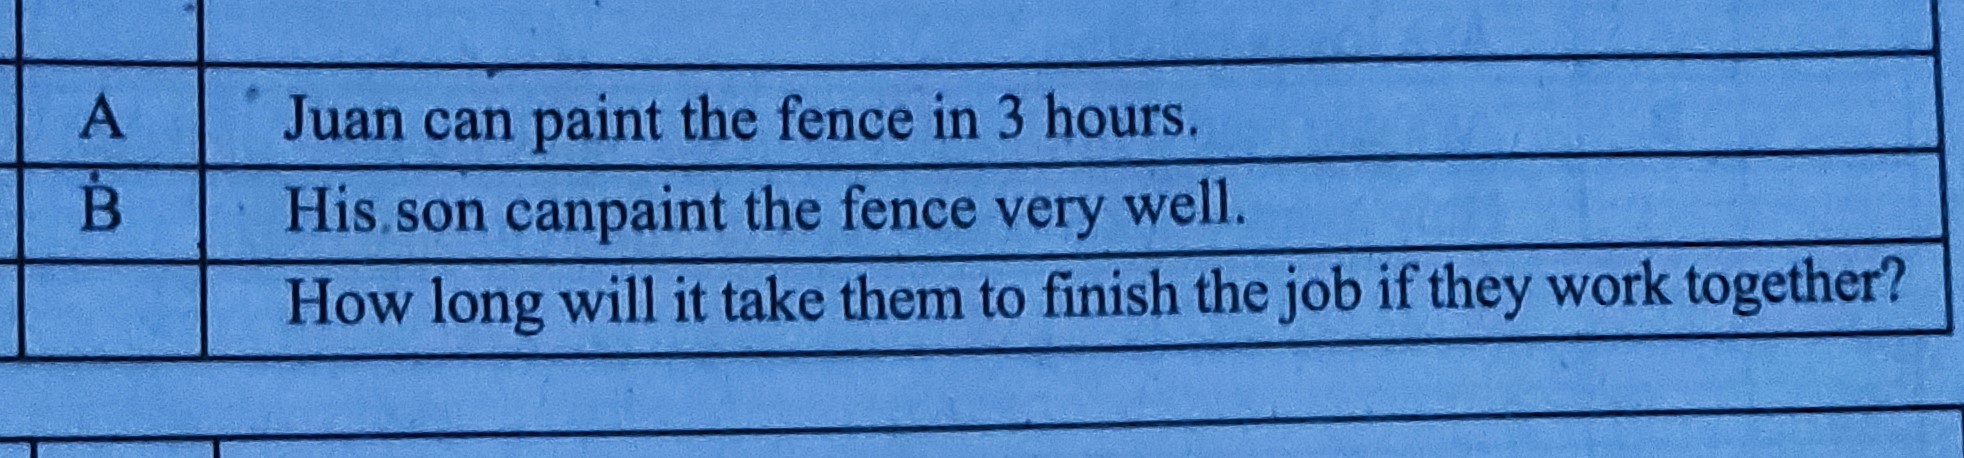 A Juan can paint the fence in 3 hours.
B His son canpaint the fence very well.
How long will it take them to finish the job if they work together?